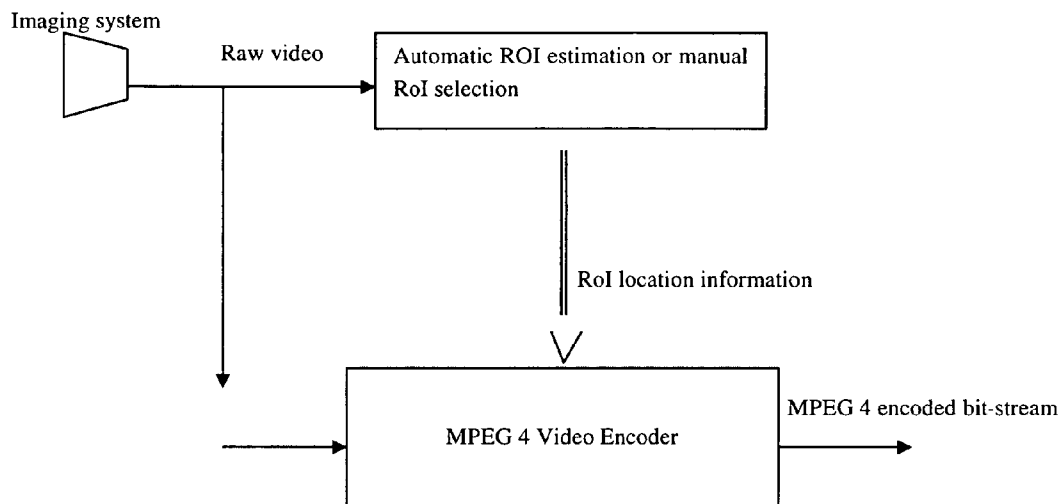 Imaging system
Raw video
Automatic ROI estimation or manual
RoI selection
RoI location information
MPEG 4 Video Encoder
MPEG 4 encoded bit-stream